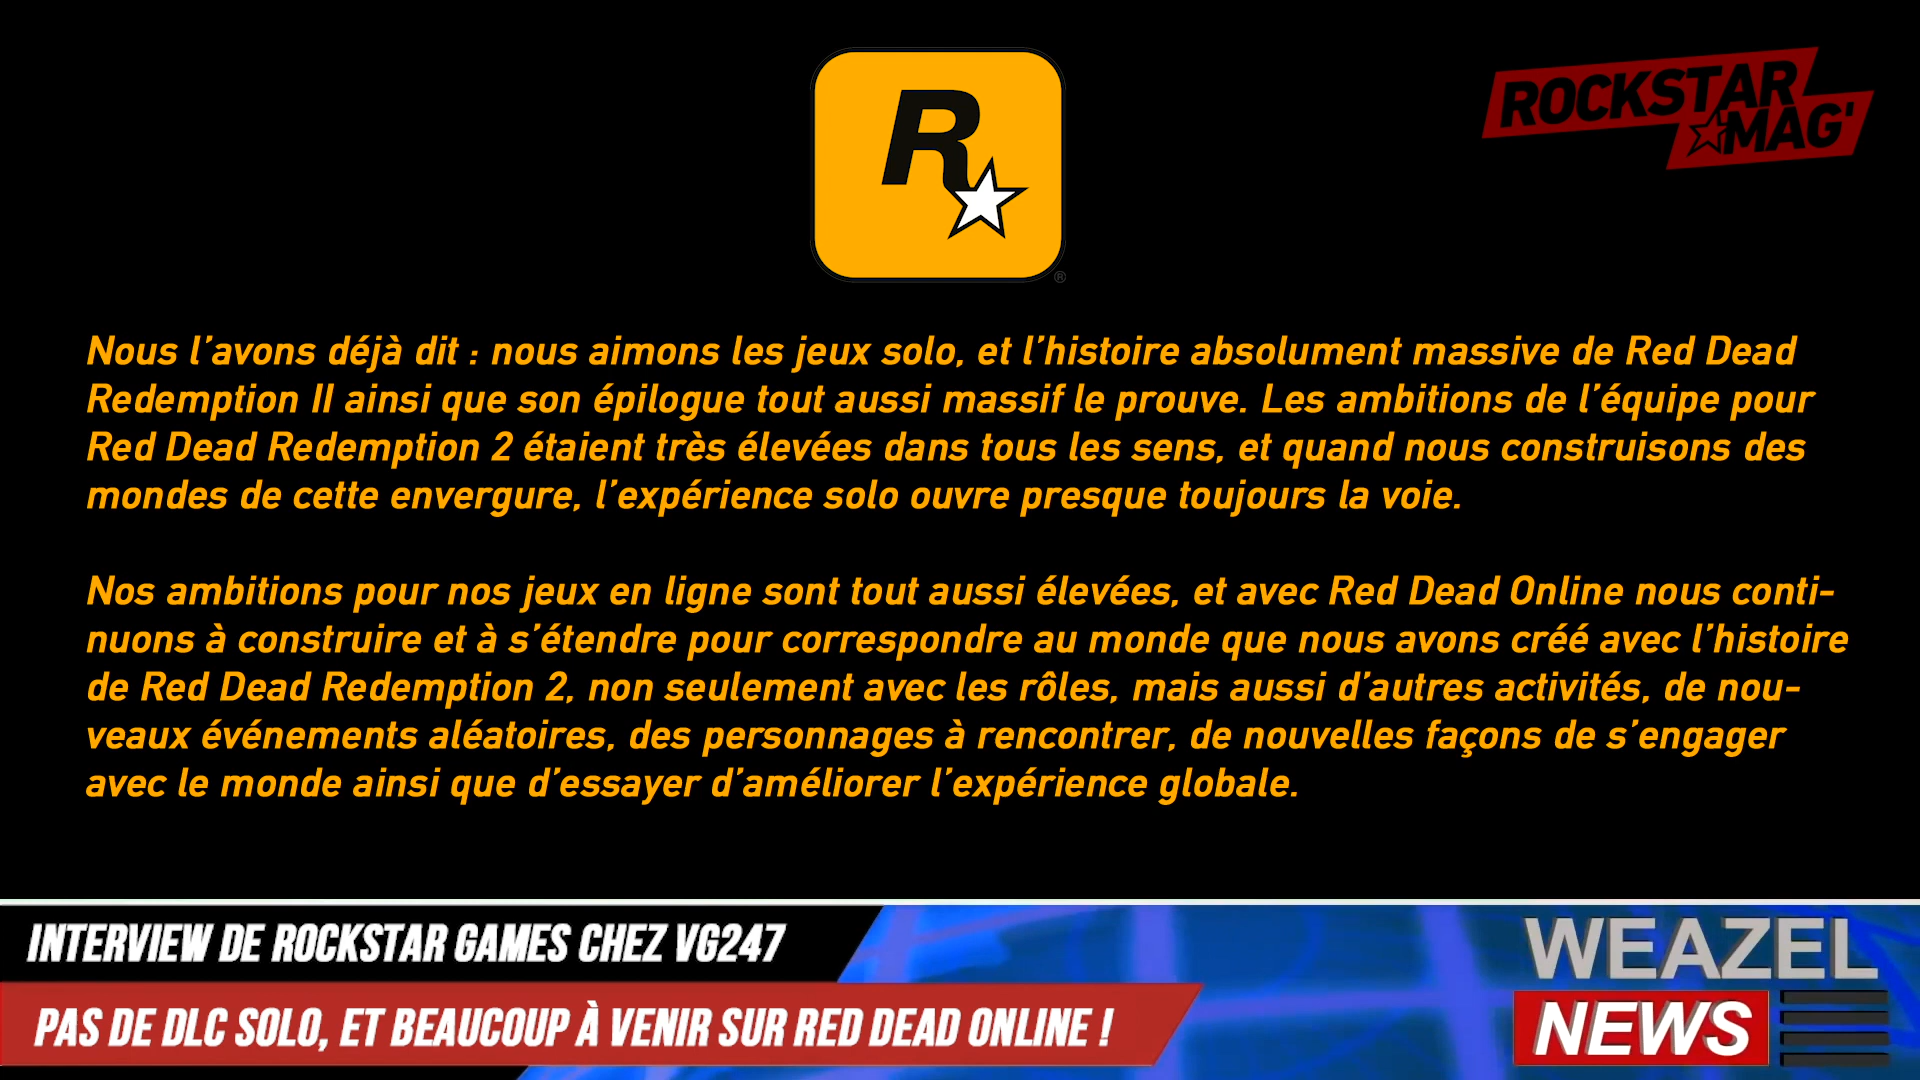 R
®
ROCKSTAR
MAG'
Nous l’avons déjà dit : nous aimons les jeux solo, et l’histoire absolument massive de Red Dead
Redemption II ainsi que son épilogue tout aussi massif le prouve. Les ambitions de l’équipe pour
Red Dead Redemption 2 étaient très élevées dans tous les sens, et quand nous construisons des
mondes de cette envergure, l’expérience solo ouvre presque toujours la voie.
Nos ambitions pour nos jeux en ligne sont tout aussi élevées, et avec Red Dead Online nous conti-
nuons à construire et à s’étendre pour correspondre au monde que nous avons créé avec l’histoire
de Red Dead Redemption 2, non seulement avec les rôles, mais aussi d’autres activités, de nou-
veaux événements aléatoires, des personnages à rencontrer, de nouvelles façons de s’engager
avec le monde ainsi que d’essayer d’améliorer l’expérience globale.
INTERVIEW DE ROCKSTAR GAMES CHEZ VG247
PAS DE DLC SOLO, ET BEAUCOUP À VENIR SUR RED DEAD ONLINE !
WEAZEL
NEWS